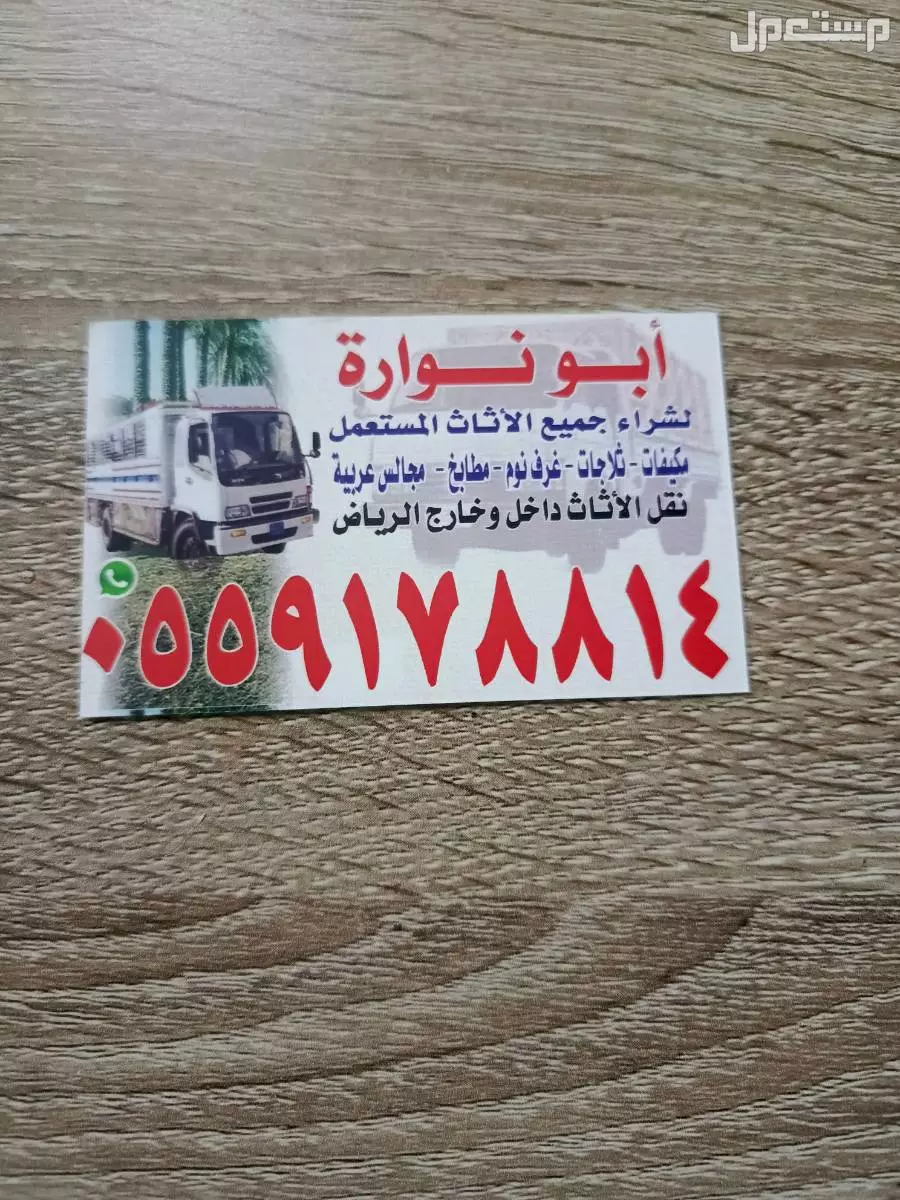 مستعمل
أبو نوارة
لشراء جميع الأثاث المستعمل
مكيفات - ثلاجات - غرف نوم - مطابخ - مجالس عربية
نقل الأثاث داخل وخارج الرياض
٠٥٥٩١٧٨٨١٤